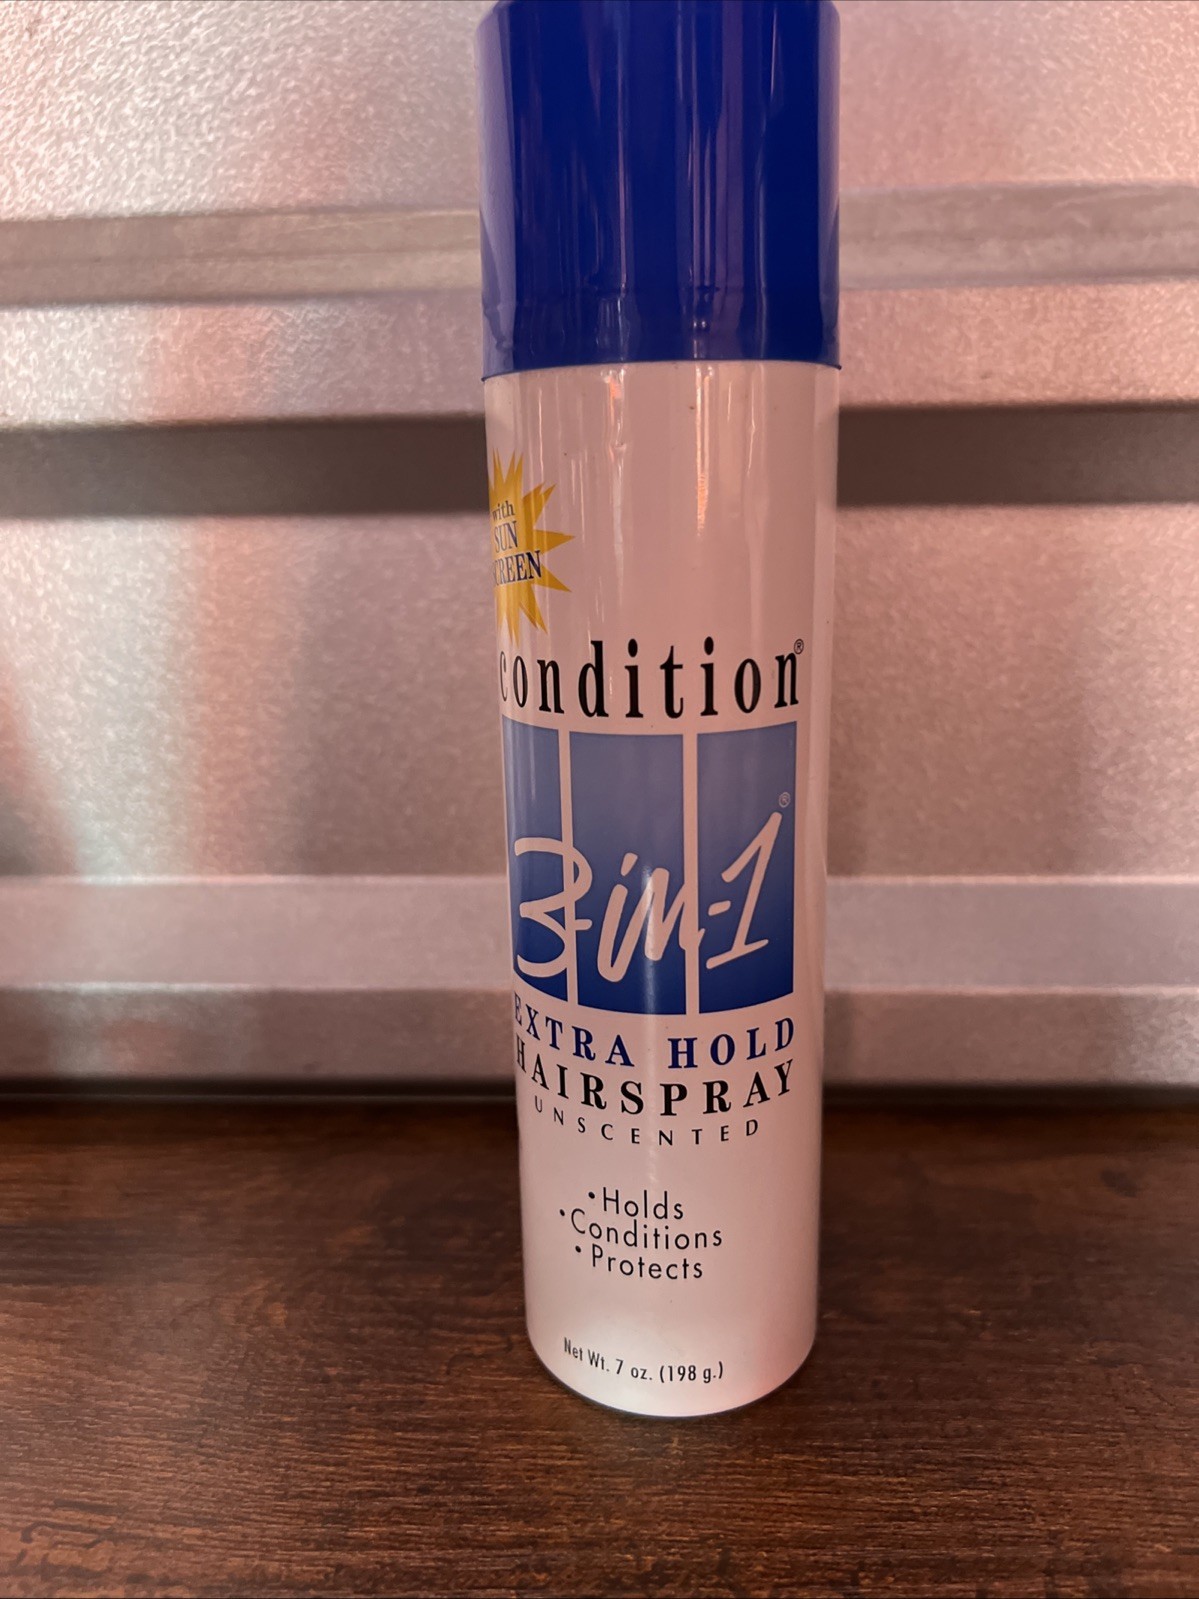 with
SUN
SCREEN
condition®
3-in-1®
EXTRA HOLD
HAIRSPRAY
UNSCENTED
•Holds
•Conditions
•Protects
Net Wt. 7 oz. (198 g.)